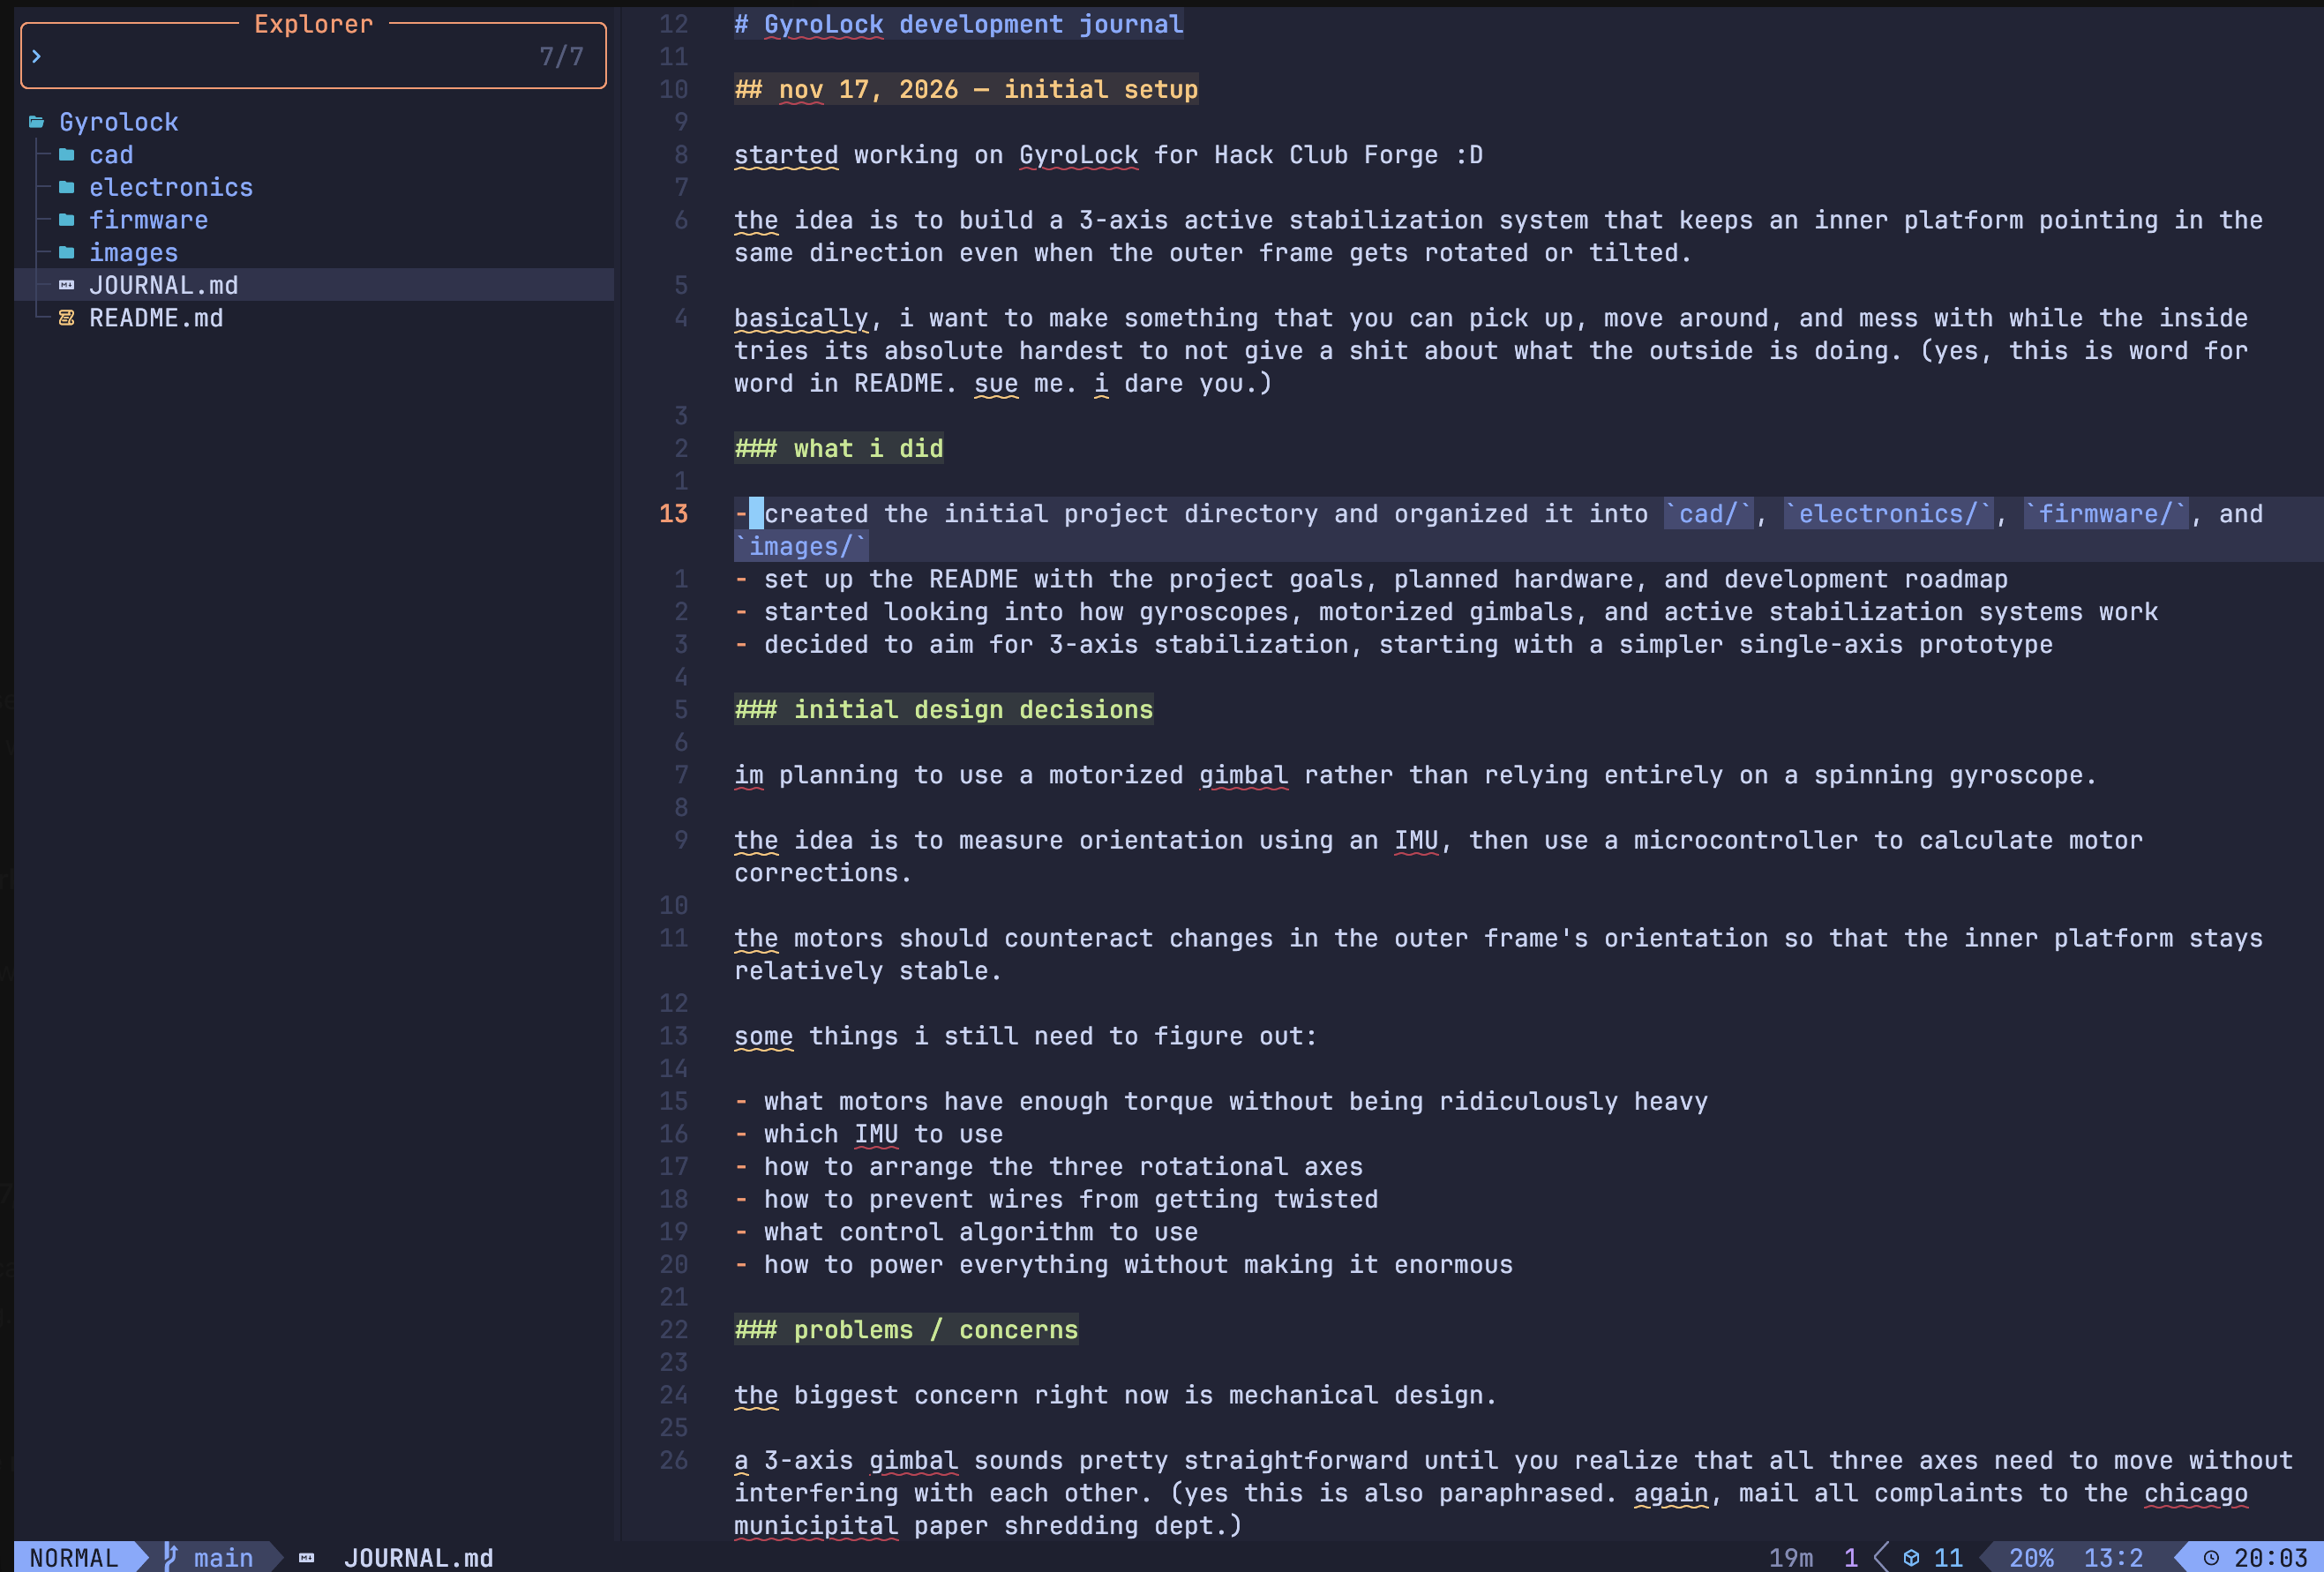 Explorer
7/7
Gyrolock
cad
electronics
firmware
images
JOURNAL.md
README.md
12 # GyroLock development journal
11
10 ## nov 17, 2026 — initial setup
9
8 started working on GyroLock for Hack Club Forge :D
7
6 the idea is to build a 3-axis active stabilization system that keeps an inner platform pointing in the
same direction even when the outer frame gets rotated or tilted.
5
4 basically, i want to make something that you can pick up, move around, and mess with while the inside
tries its absolute hardest to not give a shit about what the outside is doing. (yes, this is word for
word in README. sue me. i dare you.)
3
2 ### what i did
1
13 - created the initial project directory and organized it into `cad/`, `electronics/`, `firmware/`, and
`images/`
1 - set up the README with the project goals, planned hardware, and development roadmap
2 - started looking into how gyroscopes, motorized gimbals, and active stabilization systems work
3 - decided to aim for 3-axis stabilization, starting with a simpler single-axis prototype
4
5 ### initial design decisions
6
7 im planning to use a motorized gimbal rather than relying entirely on a spinning gyroscope.
8
9 the idea is to measure orientation using an IMU, then use a microcontroller to calculate motor
corrections.
10
11 the motors should counteract changes in the outer frame's orientation so that the inner platform stays
relatively stable.
12
13 some things i still need to figure out:
14
15 - what motors have enough torque without being ridiculously heavy
16 - which IMU to use
17 - how to arrange the three rotational axes
18 - how to prevent wires from getting twisted
19 - what control algorithm to use
20 - how to power everything without making it enormous
21
22 ### problems / concerns
23
24 the biggest concern right now is mechanical design.
25
26 a 3-axis gimbal sounds pretty straightforward until you realize that all three axes need to move without
interfering with each other. (yes this is also paraphrased. again, mail all complaints to the chicago
municipital paper shredding dept.)
NORMAL main JOURNAL.md 19m 1 11 20% 13:2 20:03